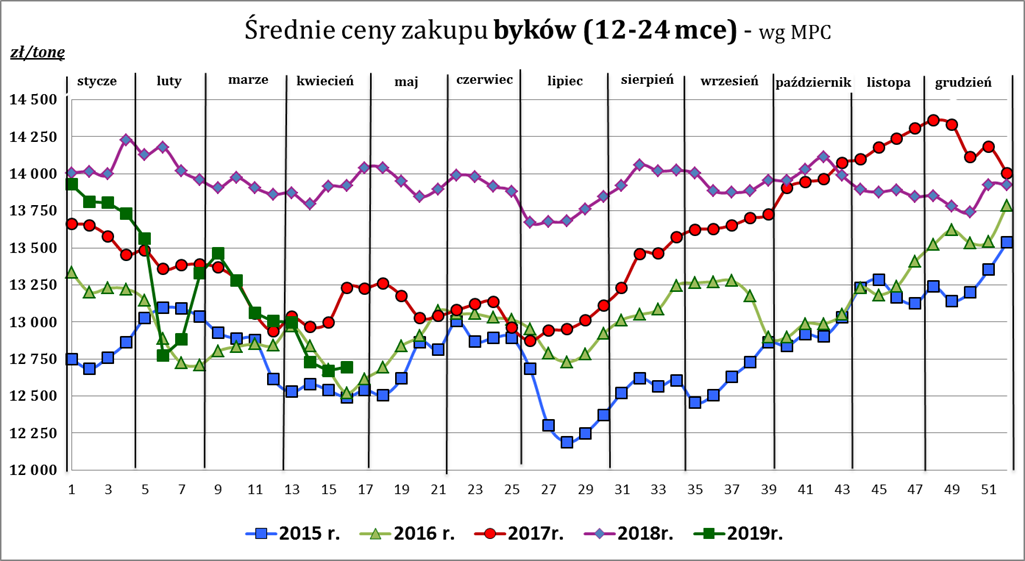 Średnie ceny zakupu byków (12-24 mce) - wg MPC
zł/tonę
stycze luty marze kwiecień maj czerwiec lipiec sierpień wrzesień październik listopa grudzień
14 500
14 250
14 000
13 750
13 500
13 250
13 000
12 750
12 500
12 250
12 000
1 3 5 7 9 11 13 15 17 19 21 23 25 27 29 31 33 35 37 39 41 43 45 47 49 51
2015 r. 2016 r. 2017r. 2018r. 2019r.